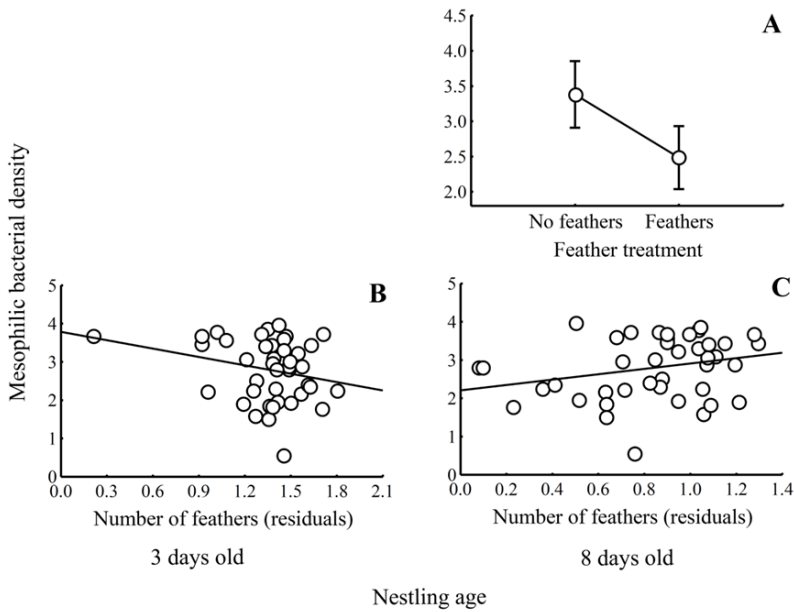 A
4.5
4.0
3.5
3.0
2.5
2.0
No feathers Feathers
Feather treatment
Mesophilic bacterial density
B
5
4
3
2
1
0
0.0 0.3 0.6 0.9 1.2 1.5 1.8 2.1
Number of feathers (residuals)
3 days old
C
5
4
3
2
1
0
0.0 0.2 0.4 0.6 0.8 1.0 1.2 1.4
Number of feathers (residuals)
8 days old
Nestling age